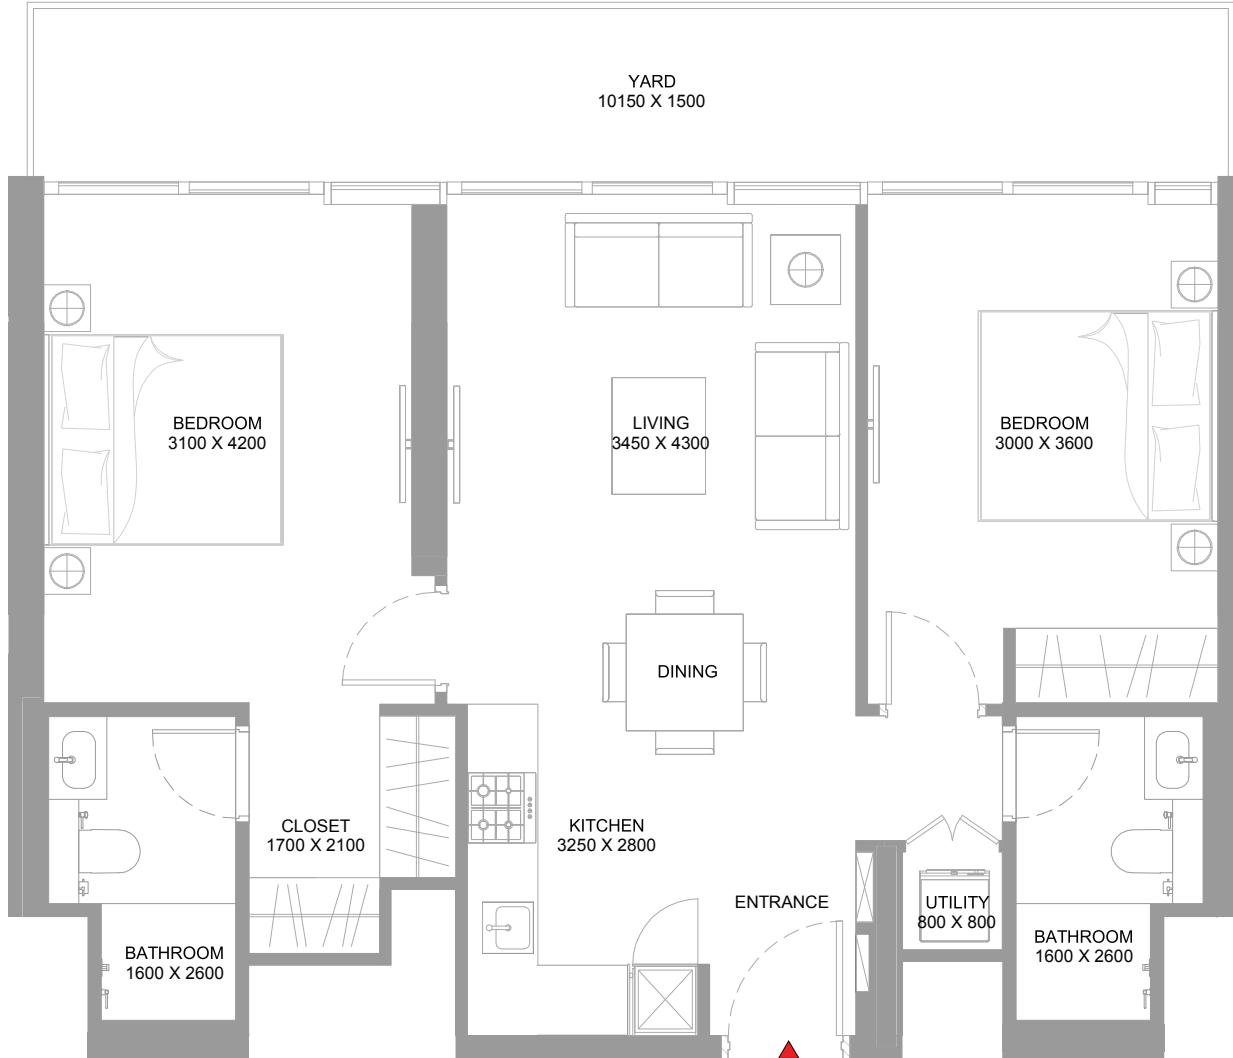 YARD
10150 X 1500
BEDROOM
3100 X 4200
LIVING
3450 X 4300
BEDROOM
3000 X 3600
DINING
CLOSET
1700 X 2100
KITCHEN
3250 X 2800
ENTRANCE
UTILITY
800 X 800
BATHROOM
1600 X 2600
BATHROOM
1600 X 2600